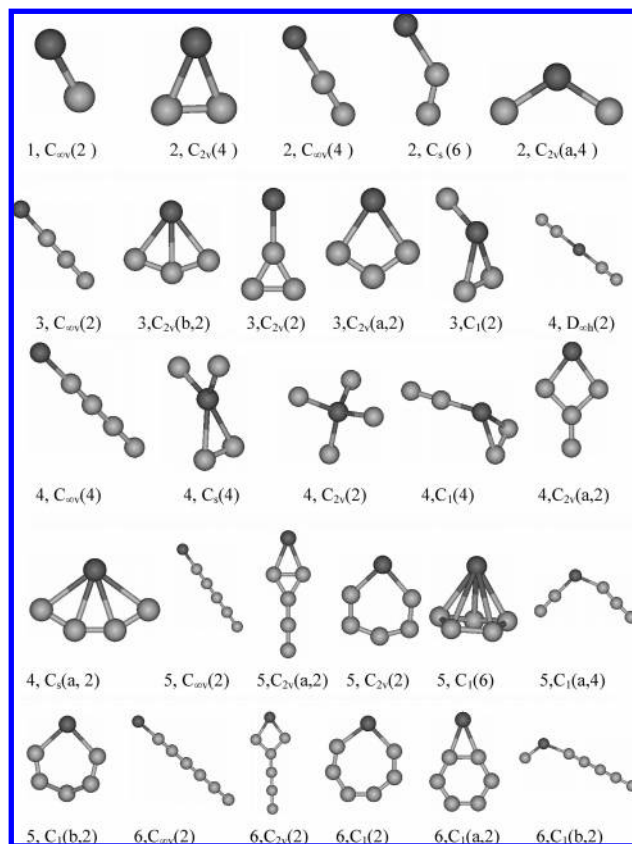 1, C∞v(2 ) 2, C2v(4 ) 2, C∞v(4 ) 2, Cs(6 ) 2, C2v(a,4 )
3, C∞v(2) 3,C2v(b,2) 3,C2v(2) 3,C2v(a,2) 3,C1(2) 4, D∞h(2)
4, C∞v(4) 4, Cs(4) 4, C2v(2) 4,C1(4) 4,C2v(a,2)
4, Cs(a, 2) 5, C∞v(2) 5,C2v(a,2) 5, C2v(2) 5, C1(6) 5,C1(a,4)
5, C1(b,2) 6,C∞v(2) 6,C2v(2) 6,C1(2) 6,C1(a,2) 6,C1(b,2)